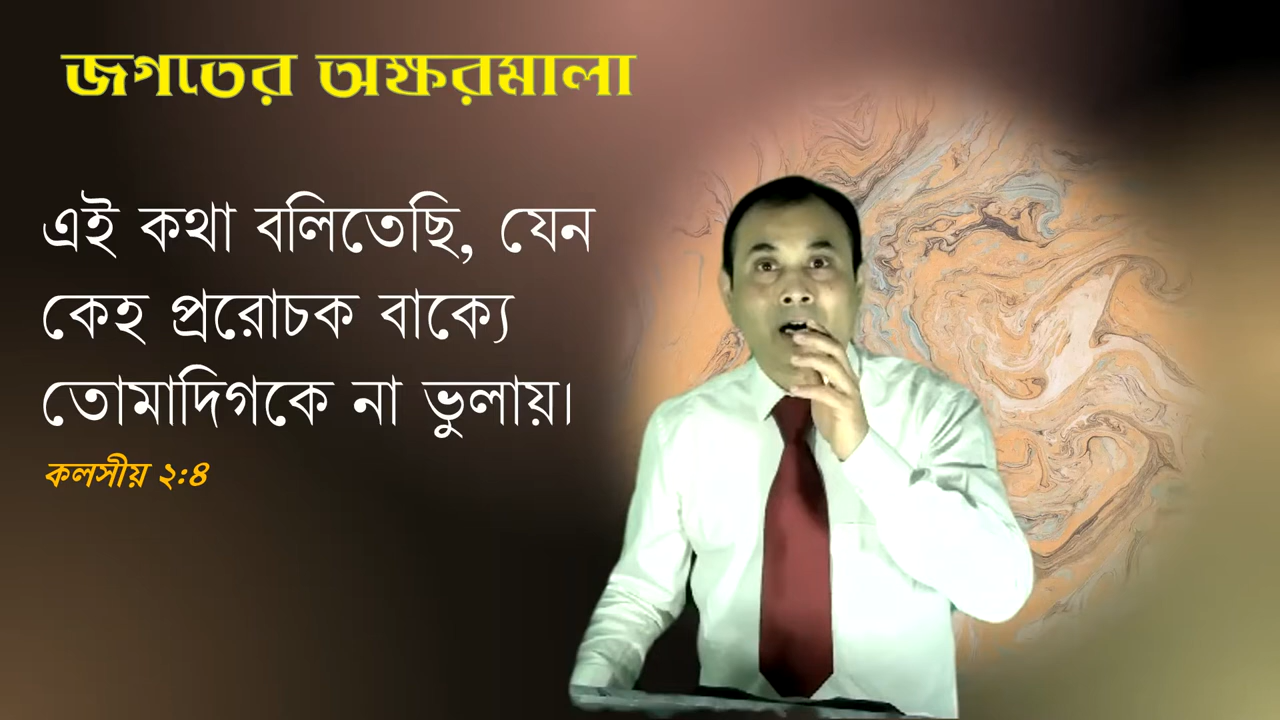 জগতের অক্ষরমালা
এই কথা বলিতেছি, যেন
কেহ প্ররোচক বাক্যে
তোমাদিগকে না ভুলায়।
কলসীয় ২:৪